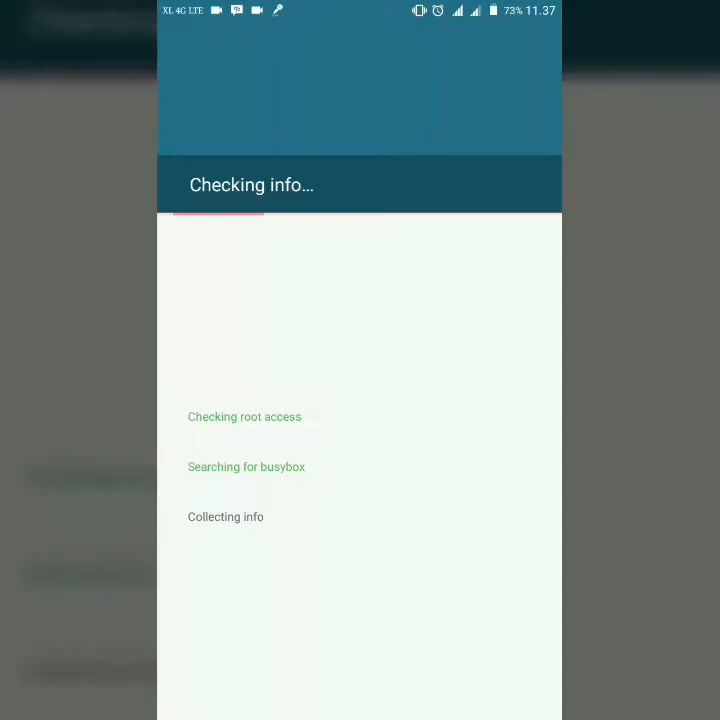 XL 4G LTE 73% 11.37
Checking info...
Checking root access
Searching for busybox
Collecting info